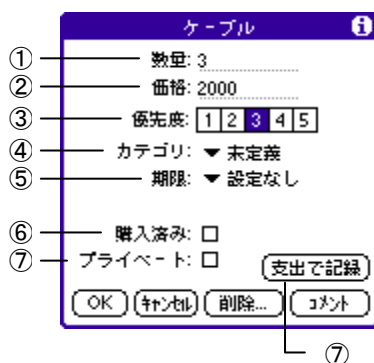 ケーブル
① 数量: 3
② 価格: 2000
③ 優先度: 1 2 3 4 5
④ カテゴリ: 未定義
⑤ 期限: 設定なし
⑥ 購入済み:
⑦ プライベート:
支出で記録
OK キャンセル 削除... コメント
⑦